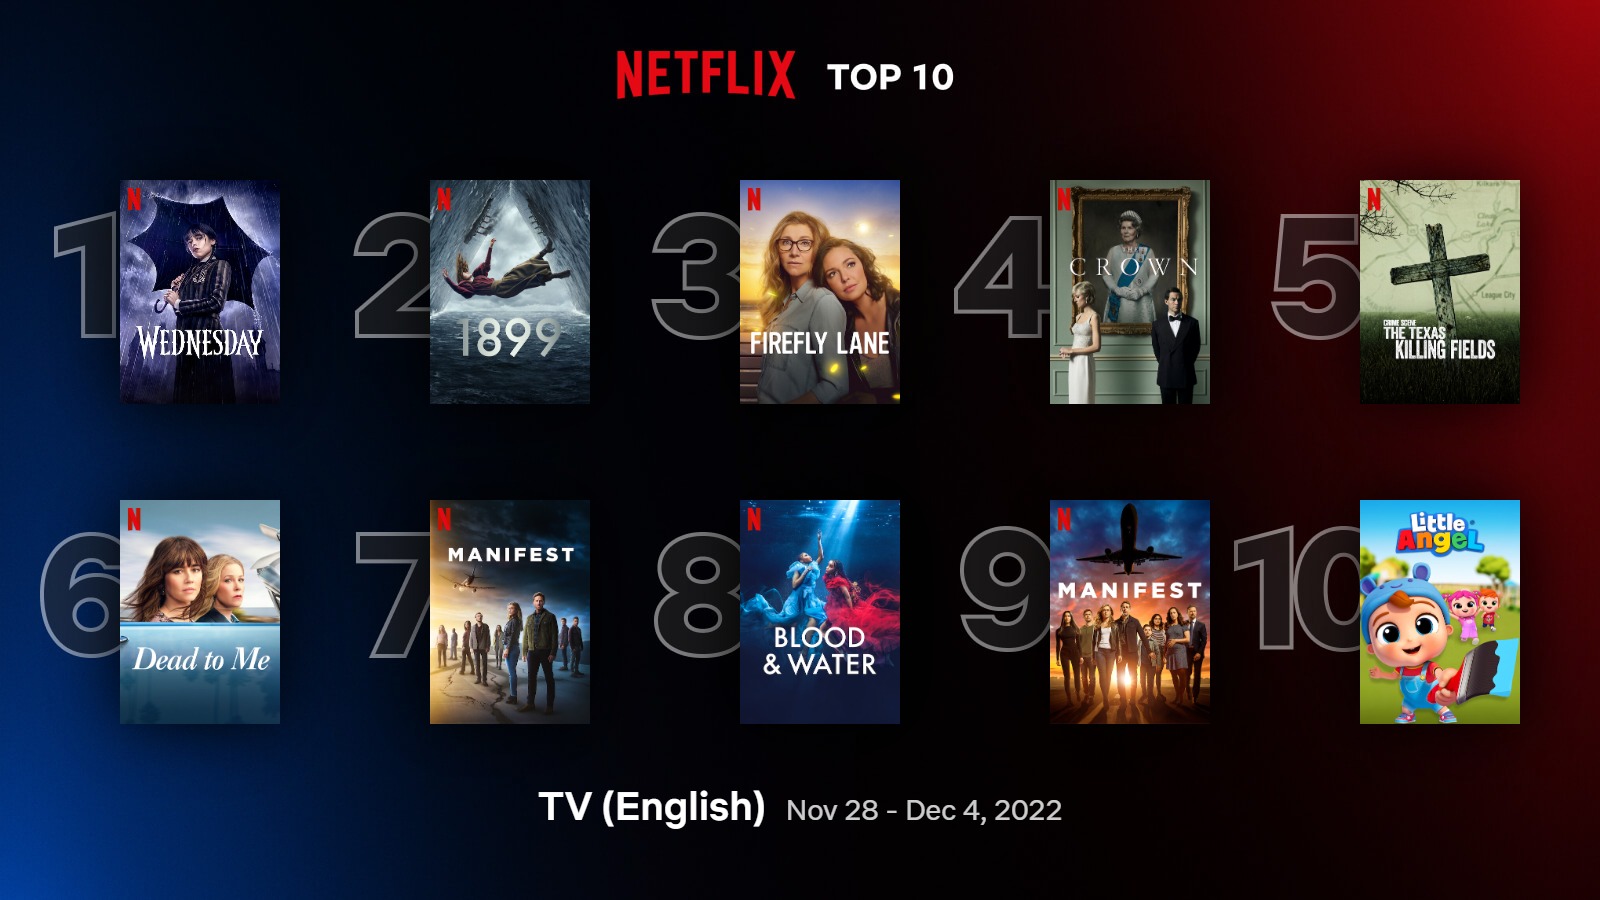 NETFLIX TOP 10
1
N
WEDNESDAY
2
N
1899
3
N
FIREFLY LANE
4
N
THE
CROWN
5
N
League City
CRIME SCENE
THE TEXAS
KILLING FIELDS
6
N
Dead to Me
7
N
MANIFEST
8
N
BLOOD
& WATER
9
N
MANIFEST
10
Little
Angel
TV (English) Nov 28 - Dec 4, 2022